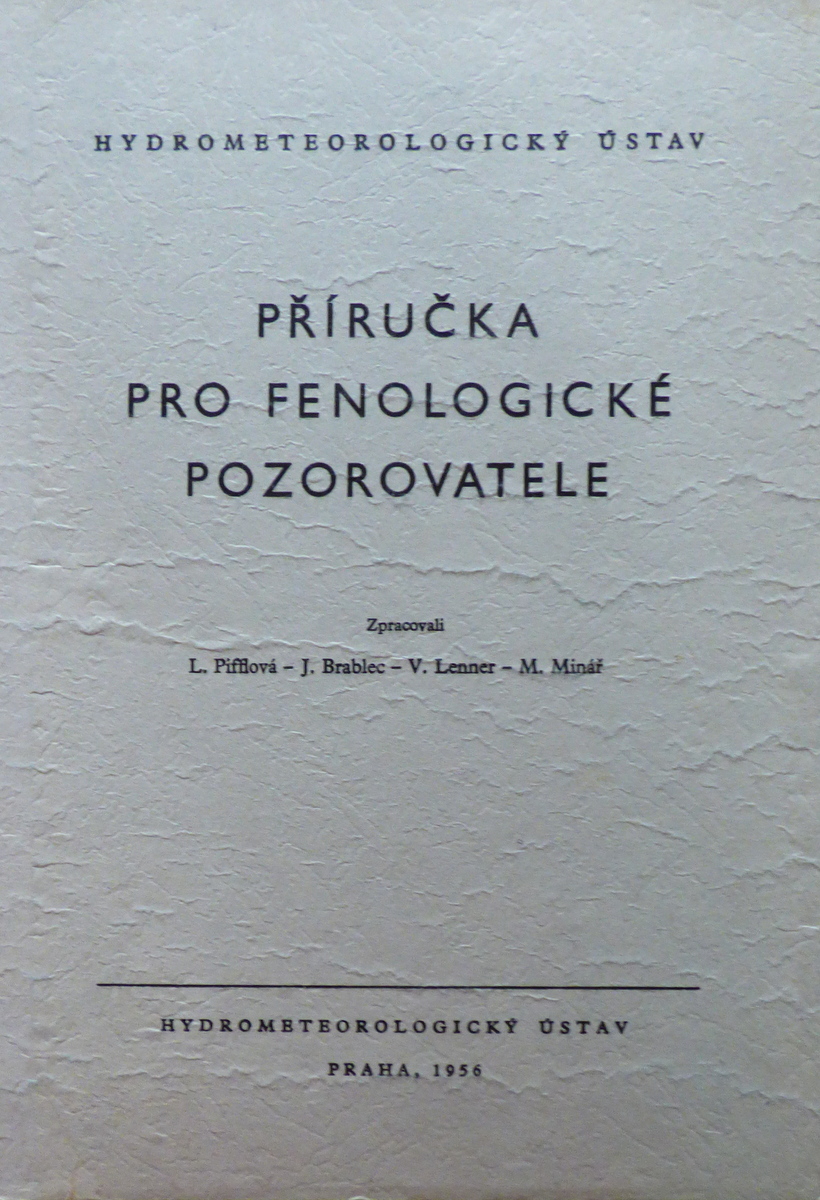 HYDROMETEOROLOGICKÝ ÚSTAV
PŘÍRUČKA
PRO FENOLOGICKÉ
POZOROVATELE
Zpracovali
L. Pifflová – J. Brablec – V. Lenner – M. Minář
HYDROMETEOROLOGICKÝ ÚSTAV
PRAHA, 1956